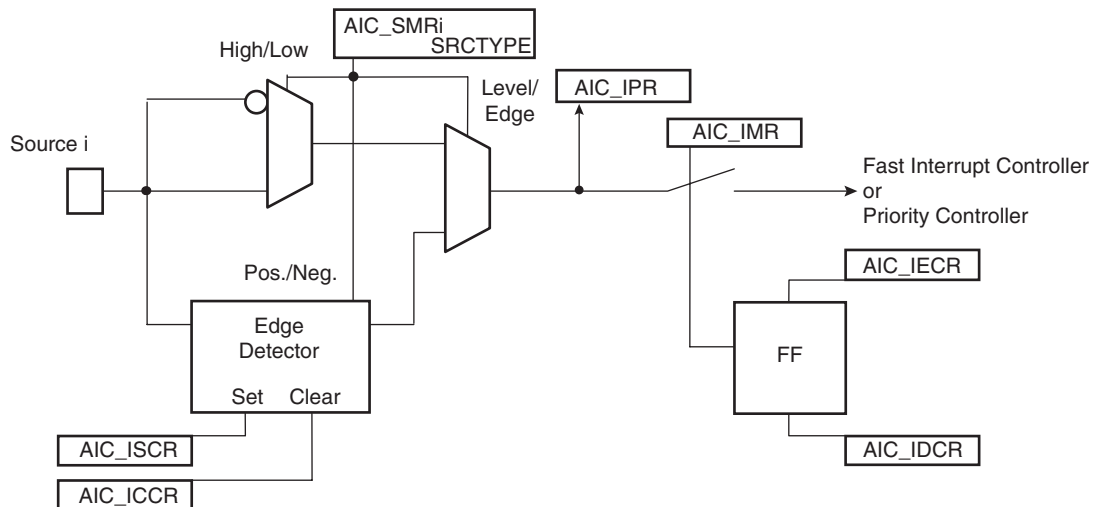 AIC_SMRi
SRCTYPE
High/Low
Level/
Edge
AIC_IPR
AIC_IMR
Source i
Fast Interrupt Controller
or
Priority Controller
Pos./Neg.
AIC_IECR
Edge
Detector
FF
Set Clear
AIC_ISCR
AIC_IDCR
AIC_ICCR